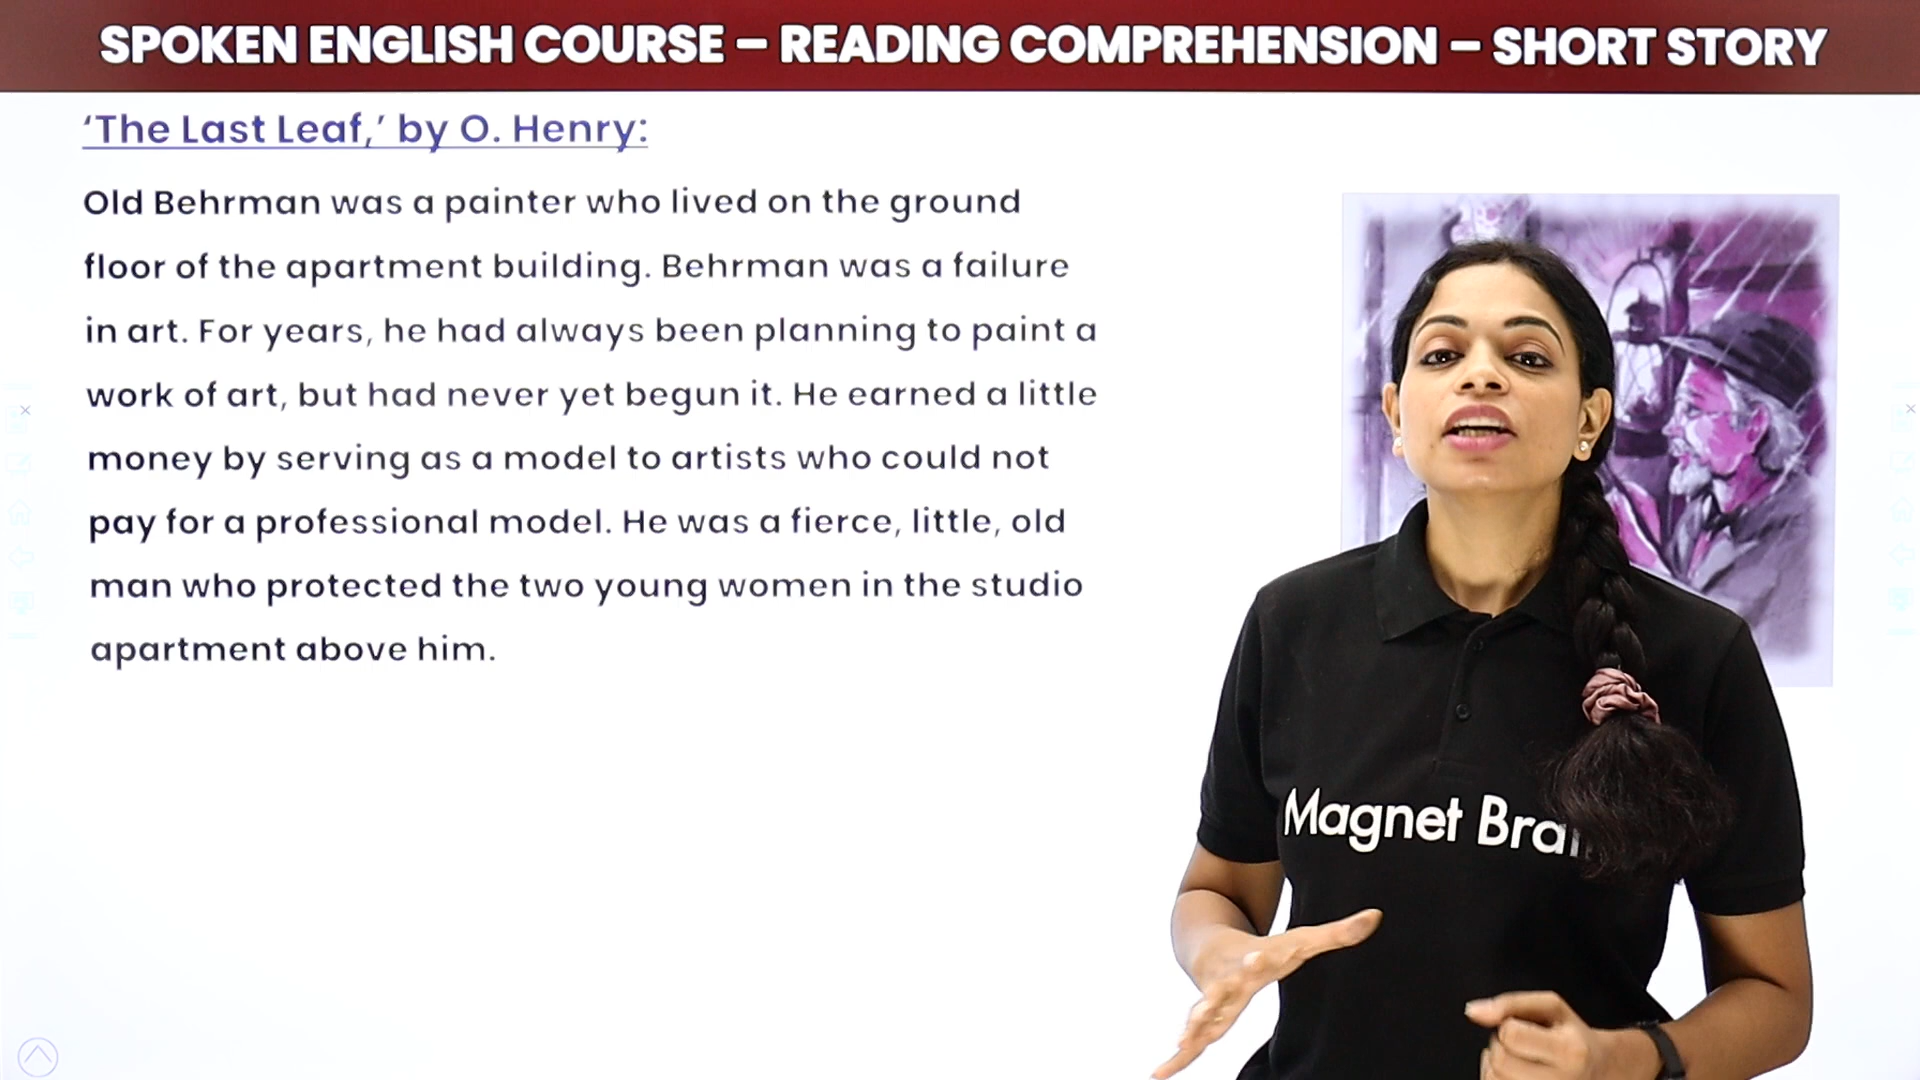 SPOKEN ENGLISH COURSE – READING COMPREHENSION – SHORT STORY
‘The Last Leaf,’ by O. Henry:
Old Behrman was a painter who lived on the ground
floor of the apartment building. Behrman was a failure
in art. For years, he had always been planning to paint a
work of art, but had never yet begun it. He earned a little
money by serving as a model to artists who could not
pay for a professional model. He was a fierce, little, old
man who protected the two young women in the studio
apartment above him.
Magnet Brai